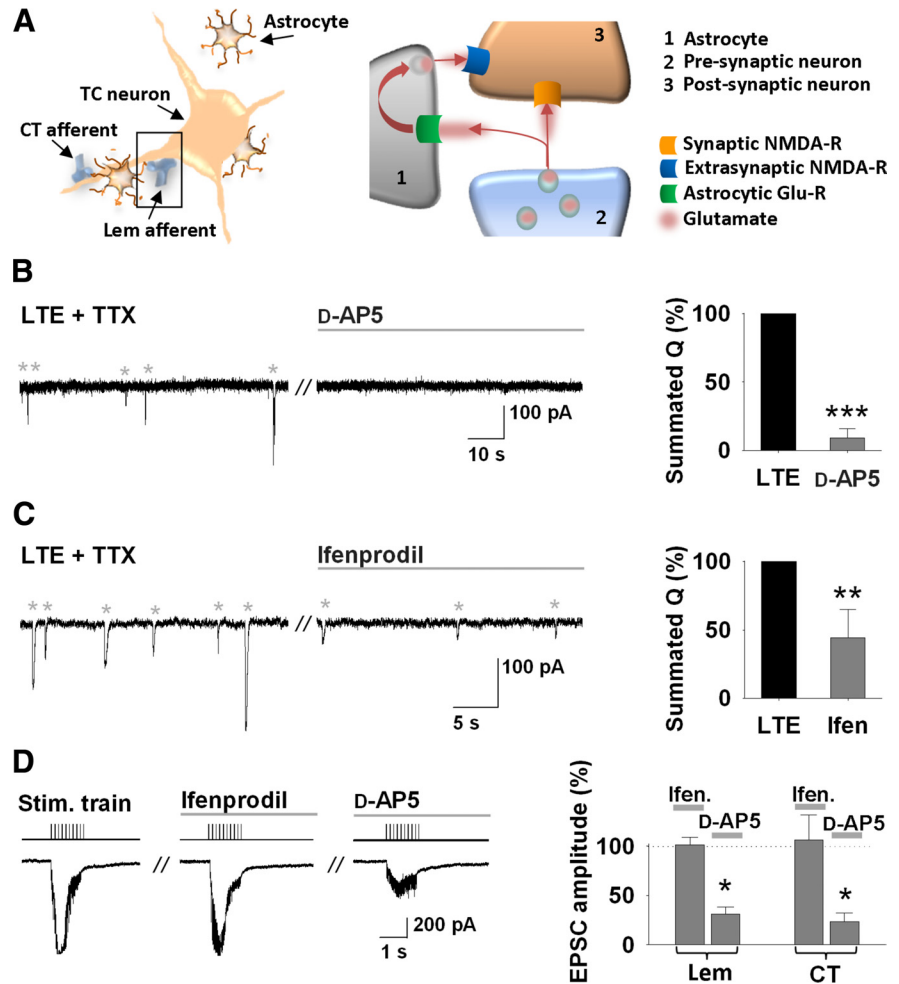 A
Astrocyte
TC neuron
CT afferent
Lem afferent
3
1
2
1 Astrocyte
2 Pre-synaptic neuron
3 Post-synaptic neuron
Synaptic NMDA-R
Extrasynaptic NMDA-R
Astrocytic Glu-R
Glutamate
B
LTE + TTX
D-AP5
* * * * *
//
100 pA
10 s
Summated Q (%)
100
50
0
***
LTE D-AP5
C
LTE + TTX
Ifenprodil
* * * * * * * * *
//
100 pA
5 s
Summated Q (%)
100
50
0
**
LTE Ifen
D
Stim. train
Ifenprodil
D-AP5
// //
200 pA
1 s
EPSC amplitude (%)
100
50
0
Ifen. Ifen.
D-AP5 D-AP5
* *
Lem CT